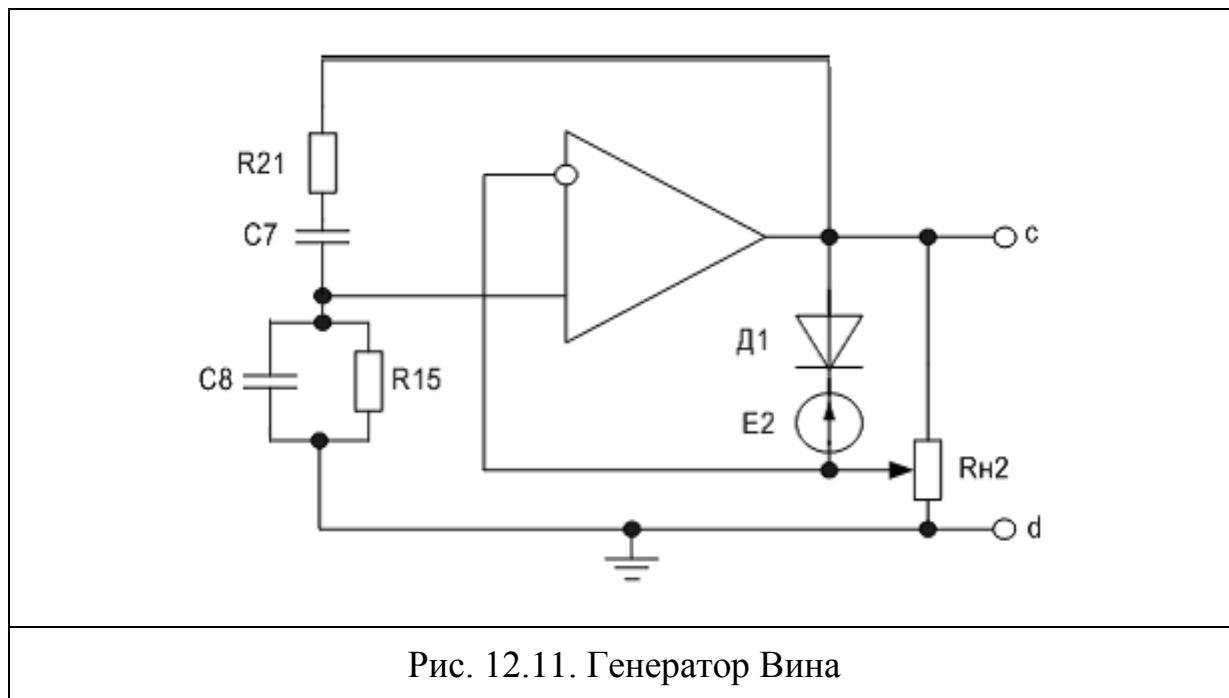 R21
C7
C8
R15
Д1
E2
Rн2
c
d
Рис. 12.11. Генератор Вина